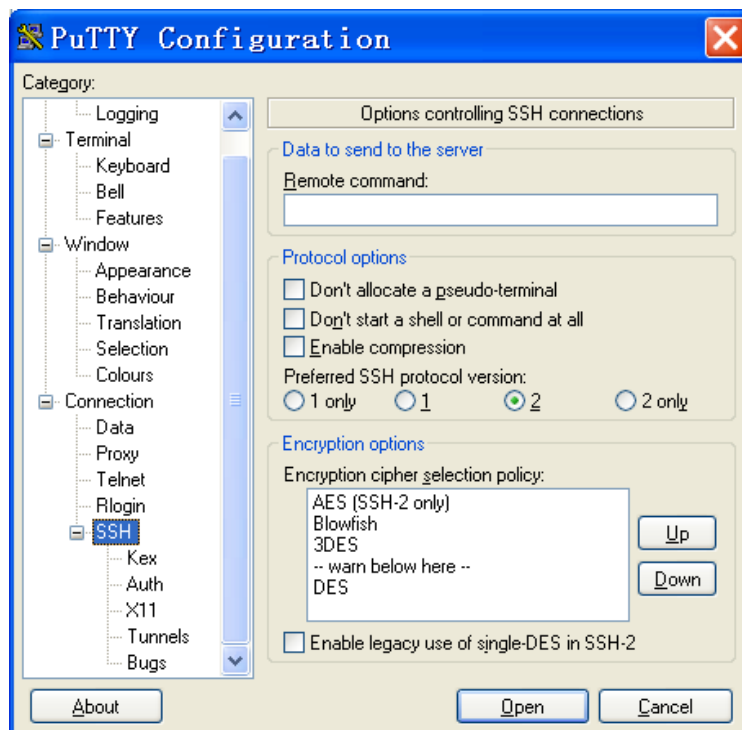 PuTTY Configuration
Category:
Logging
Terminal
Keyboard
Bell
Features
Window
Appearance
Behaviour
Translation
Selection
Colours
Connection
Data
Proxy
Telnet
Rlogin
SSH
Kex
Auth
X11
Tunnels
Bugs
Options controlling SSH connections
Data to send to the server
Remote command:
Protocol options
Don't allocate a pseudo-terminal
Don't start a shell or command at all
Enable compression
Preferred SSH protocol version:
1 only 1 2 2 only
Encryption options
Encryption cipher selection policy:
AES (SSH-2 only)
Blowfish
3DES
-- warn below here --
DES
Up
Down
Enable legacy use of single-DES in SSH-2
About Open Cancel